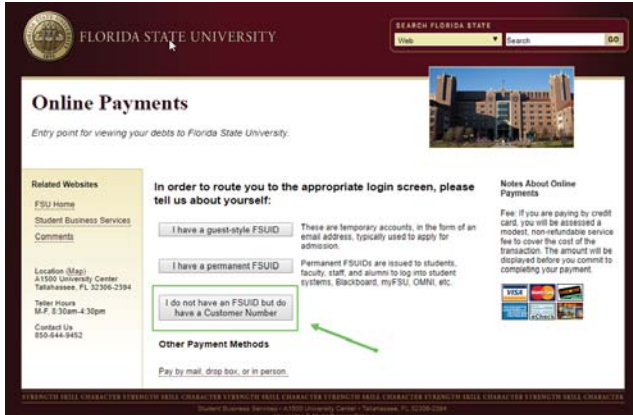 FLORIDA STATE UNIVERSITY
SEARCH FLORIDA STATE
Web
Search
GO
Online Payments
Entry point for viewing your debts to Florida State University.
Related Websites
FSU Home
Student Business Services
Comments
Location (Map)
A1500 University Center
Tallahassee, FL 32306-2394
Teller Hours
M-F, 8:30am-4:30pm
Contact Us
850-644-9452
In order to route you to the appropriate login screen, please
tell us about yourself:
I have a guest-style FSUID
These are temporary accounts, in the form of an
email address, typically used to apply for
admission.
I have a permanent FSUID
Permanent FSUIDs are issued to students,
faculty, staff, and alumni to log into student
systems, Blackboard, myFSU, OMNI, etc.
I do not have an FSUID but do
have a Customer Number
Other Payment Methods
Pay by mail, drop box, or in person.
Notes About Online
Payments
Fee: If you are paying by credit
card, you will be assessed a
modest, non-refundable service
fee to cover the cost of the
transaction. The amount will be
displayed before you commit to
completing your payment.
VISA
eCheck
STRENGTH SKILL CHARACTER STRENGTH SKILL CHARACTER STRENGTH SKILL CHARACTER STRENGTH SKILL CHARACTER STRENGTH SKILL CHARACTER
Student Business Services - A1500 University Center - Tallahassee, FL 32306-2394